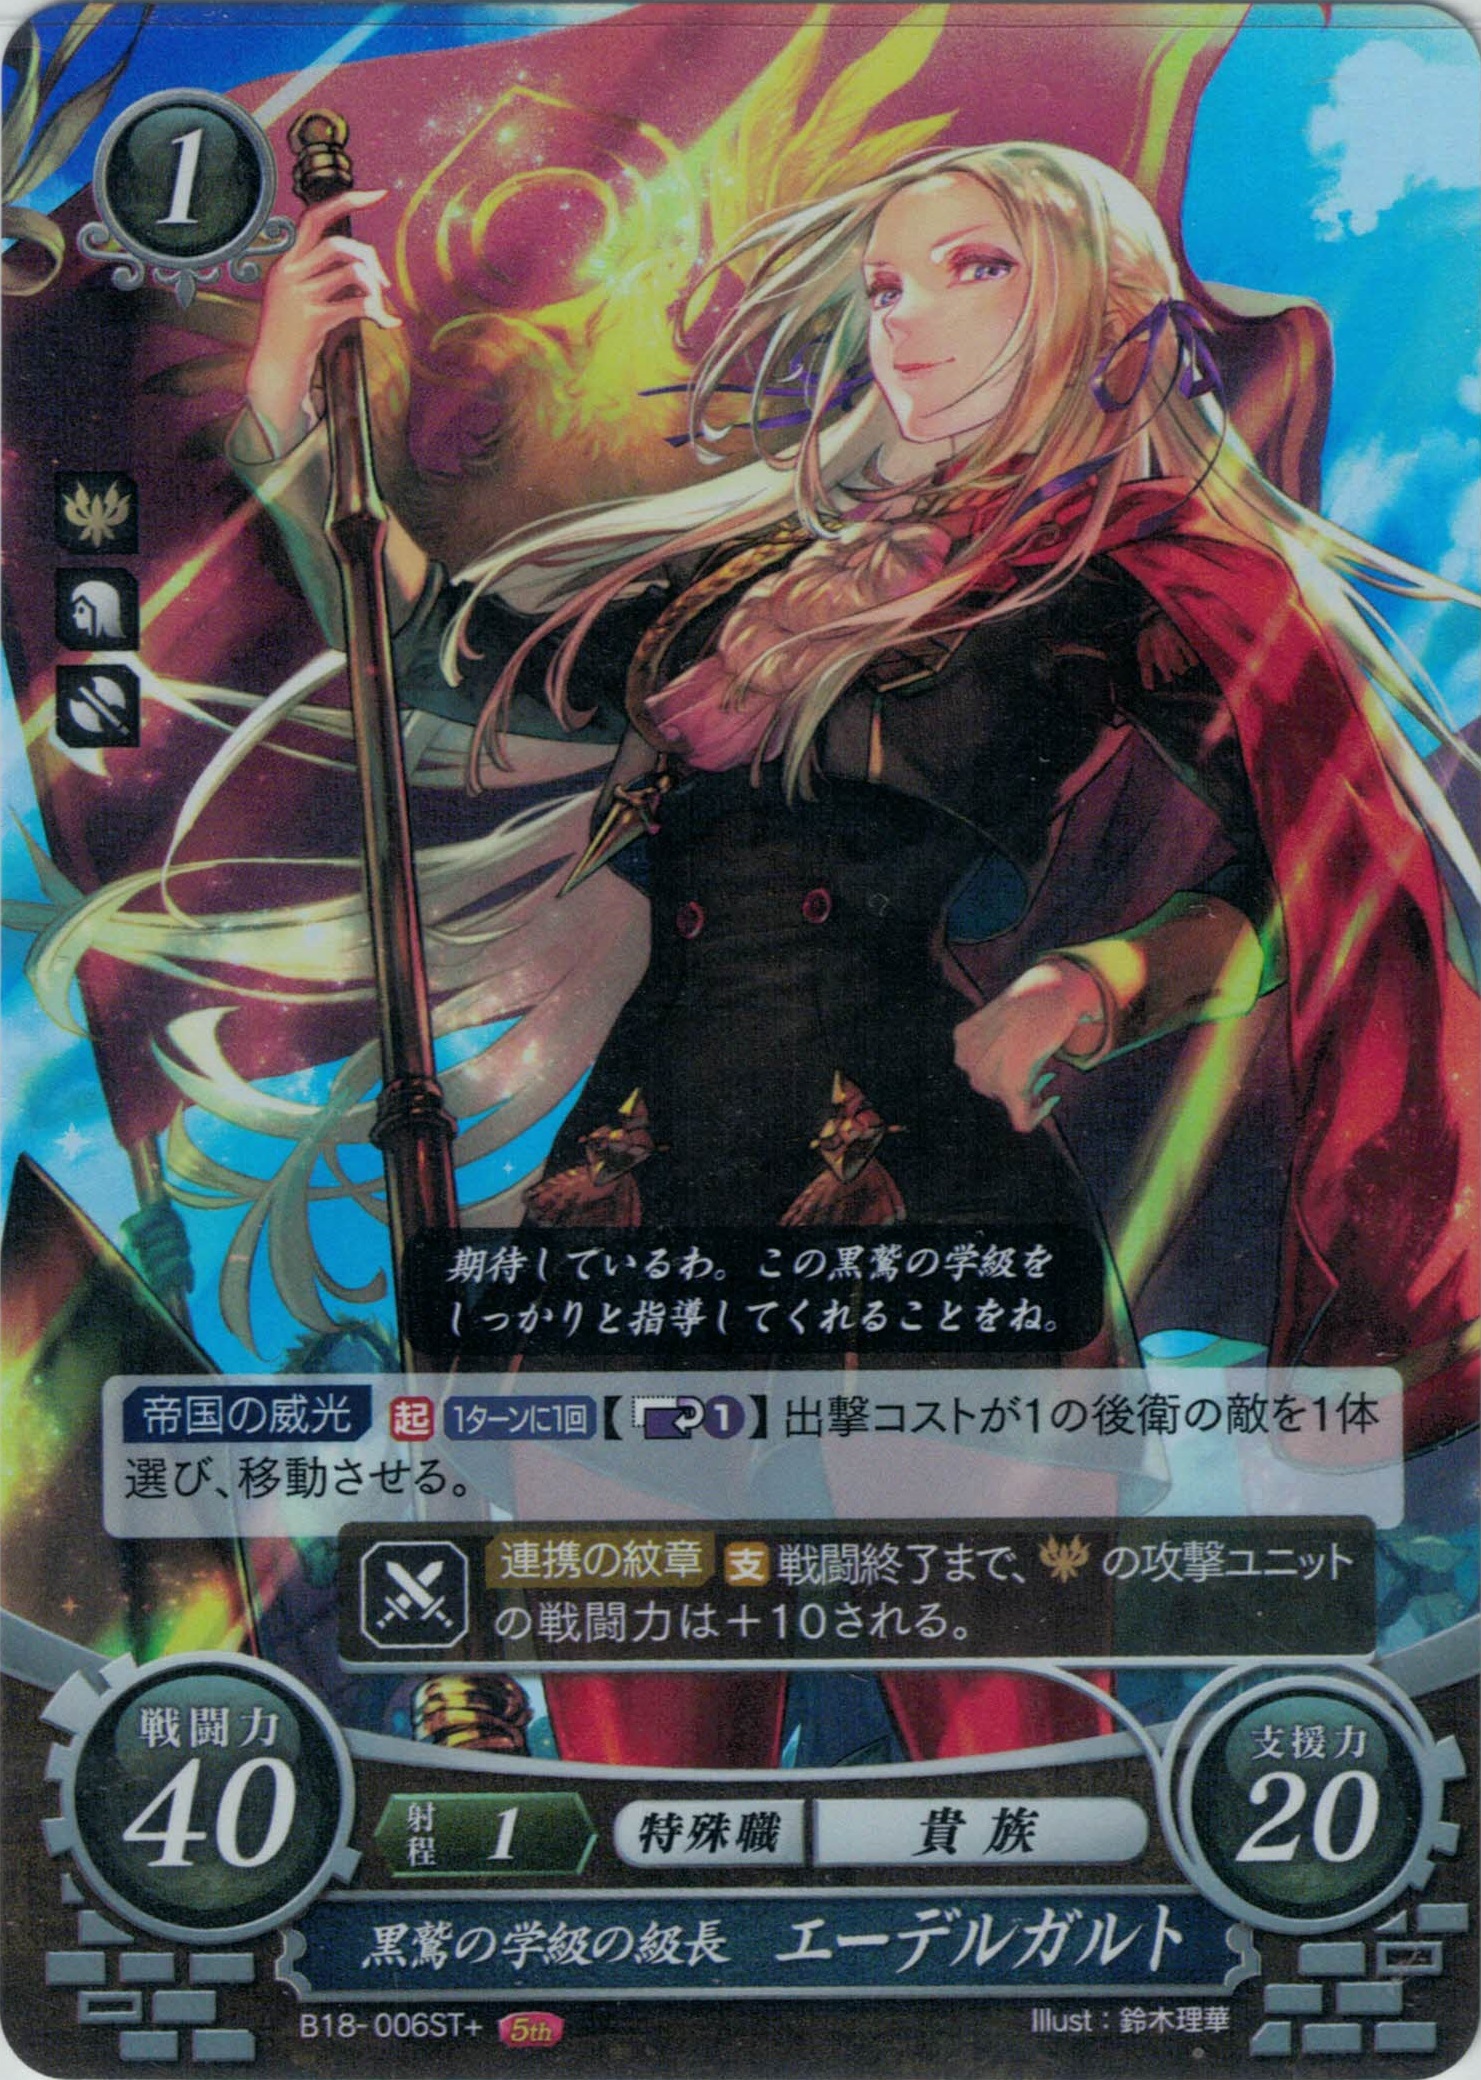 1
期待しているわ。この黒鷲の学級を
しっかりと指導してくれることをね。
帝国の威光 起 1ターンに1回【1】出撃コストが1の後衛の敵を1体
選び、移動させる。
連携の紋章 支 戦闘終了まで、の攻撃ユニット
の戦闘力は＋10される。
戦闘力
40
射程 1
特殊職 貴族
支援力
20
黒鷲の学級の級長 エーデルガルト
B18-006ST+ 5th
Illust：鈴木理華